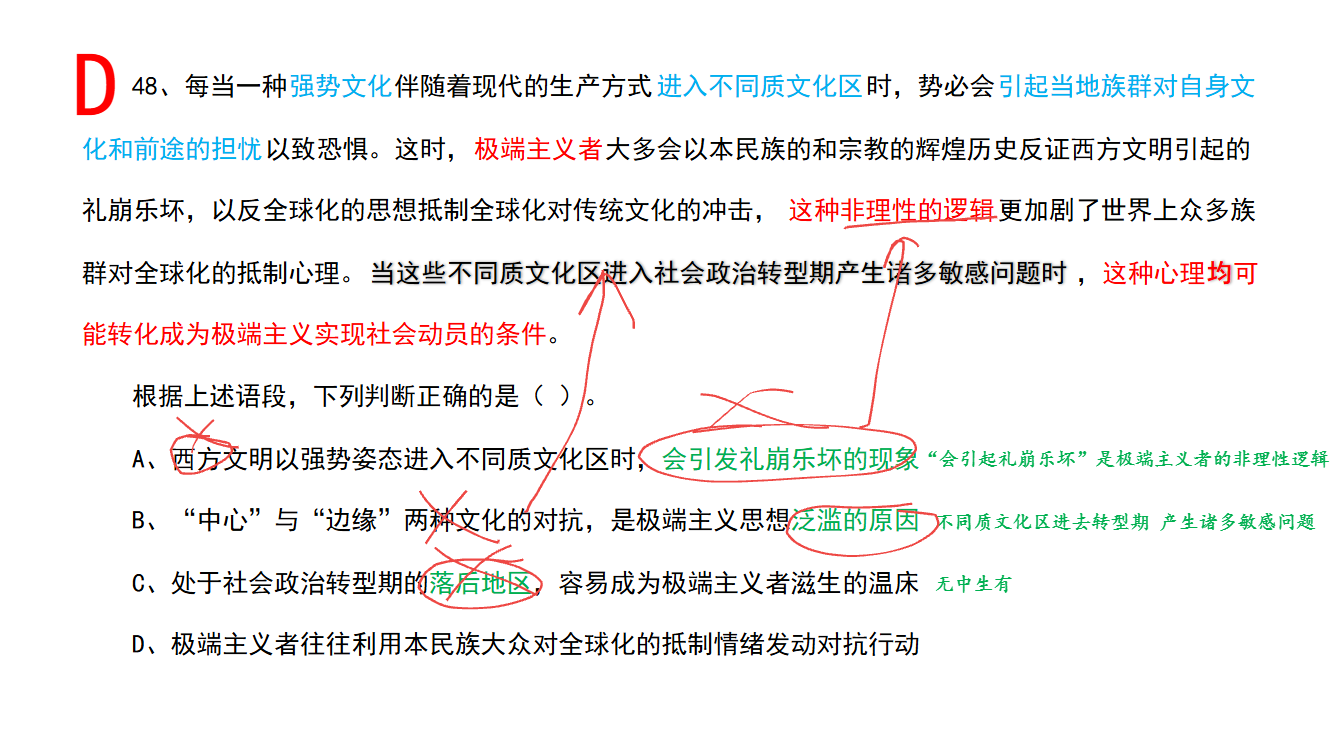 D 48、每当一种强势文化伴随着现代的生产方式进入不同质文化区时，势必会引起当地族群对自身文
化和前途的担忧以致恐惧。这时，极端主义者大多会以本民族的和宗教的辉煌历史反证西方文明引起的
礼崩乐坏，以反全球化的思想抵制全球化对传统文化的冲击，这种非理性的逻辑更加剧了世界上众多族
群对全球化的抵制心理。当这些不同质文化区进入社会政治转型期产生诸多敏感问题时，这种心理均可
能转化成为极端主义实现社会动员的条件。
根据上述语段，下列判断正确的是（ ）。
A、西方文明以强势姿态进入不同质文化区时，会引发礼崩乐坏的现象“会引起礼崩乐坏”是极端主义者的非理性逻辑
B、“中心”与“边缘”两种文化的对抗，是极端主义思想泛滥的原因 不同质文化区进去转型期 产生诸多敏感问题
C、处于社会政治转型期的落后地区，容易成为极端主义者滋生的温床 无中生有
D、极端主义者往往利用本民族大众对全球化的抵制情绪发动对抗行动